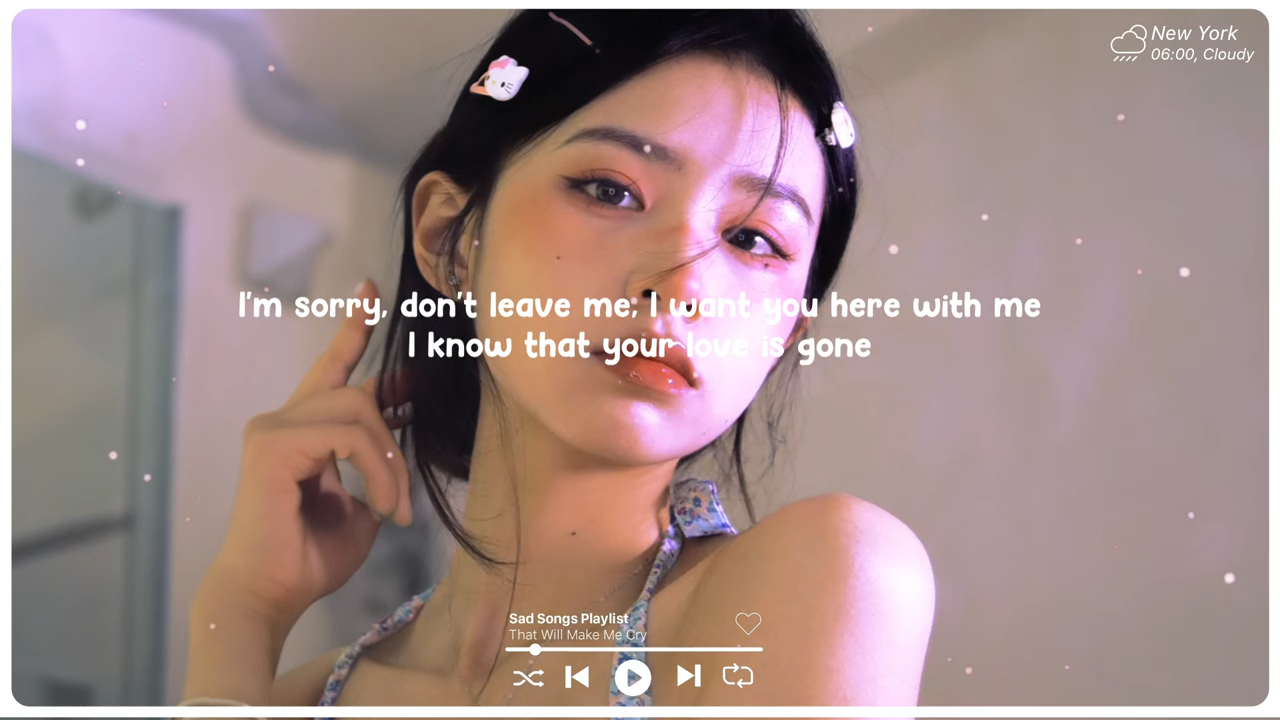 New York
06:00, Cloudy
I'm sorry, don't leave me; I want you here with me
I know that your love is gone
Sad Songs Playlist
That Will Make Me Cry